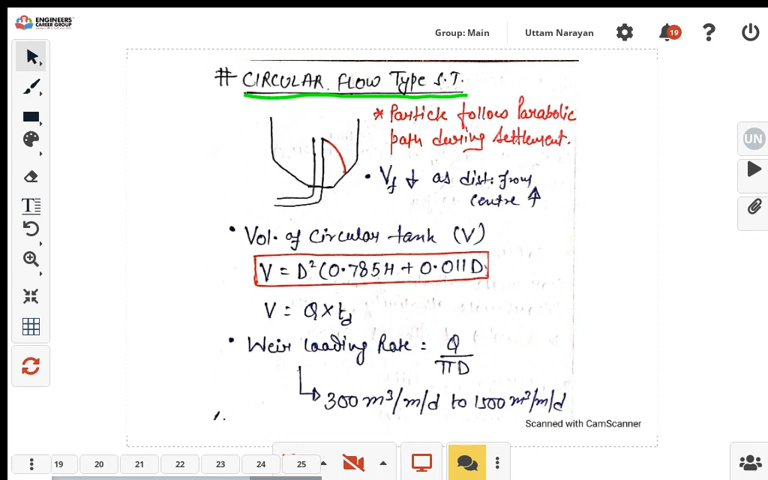 ENGINEERS
CAREER GROUP
Group: Main
Uttam Narayan
19
?
# CIRCULAR FLOW TYPE S.T.
* Particle follows Parabolic
path during settlement.
• Vf ↓ as dist. from
centre ↑
• Vol. of circular tank (V)
V = D²(0.785H + 0.011D
V = Q×td
• Weir loading Rate = Q/πD
↳ 300 m³/m/d to 1500 m³/m/d
Scanned with CamScanner
UN
T
19 20 21 22 23 24 25